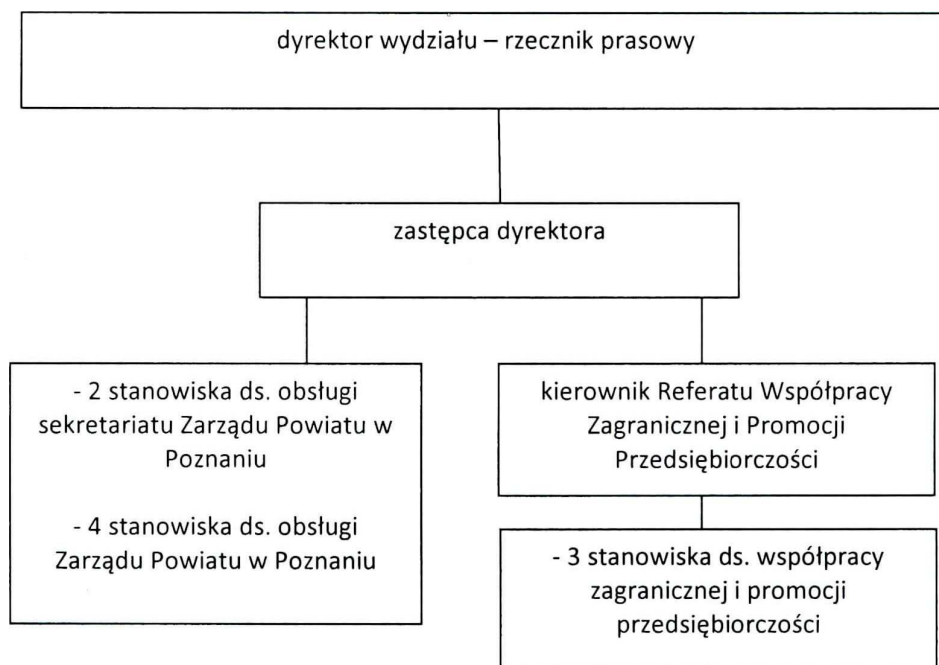 dyrektor wydziału – rzecznik prasowy
zastępca dyrektora
- 2 stanowiska ds. obsługi
sekretariatu Zarządu Powiatu w
Poznaniu
- 4 stanowiska ds. obsługi
Zarządu Powiatu w Poznaniu
kierownik Referatu Współpracy
Zagranicznej i Promocji
Przedsiębiorczości
- 3 stanowiska ds. współpracy
zagranicznej i promocji
przedsiębiorczości